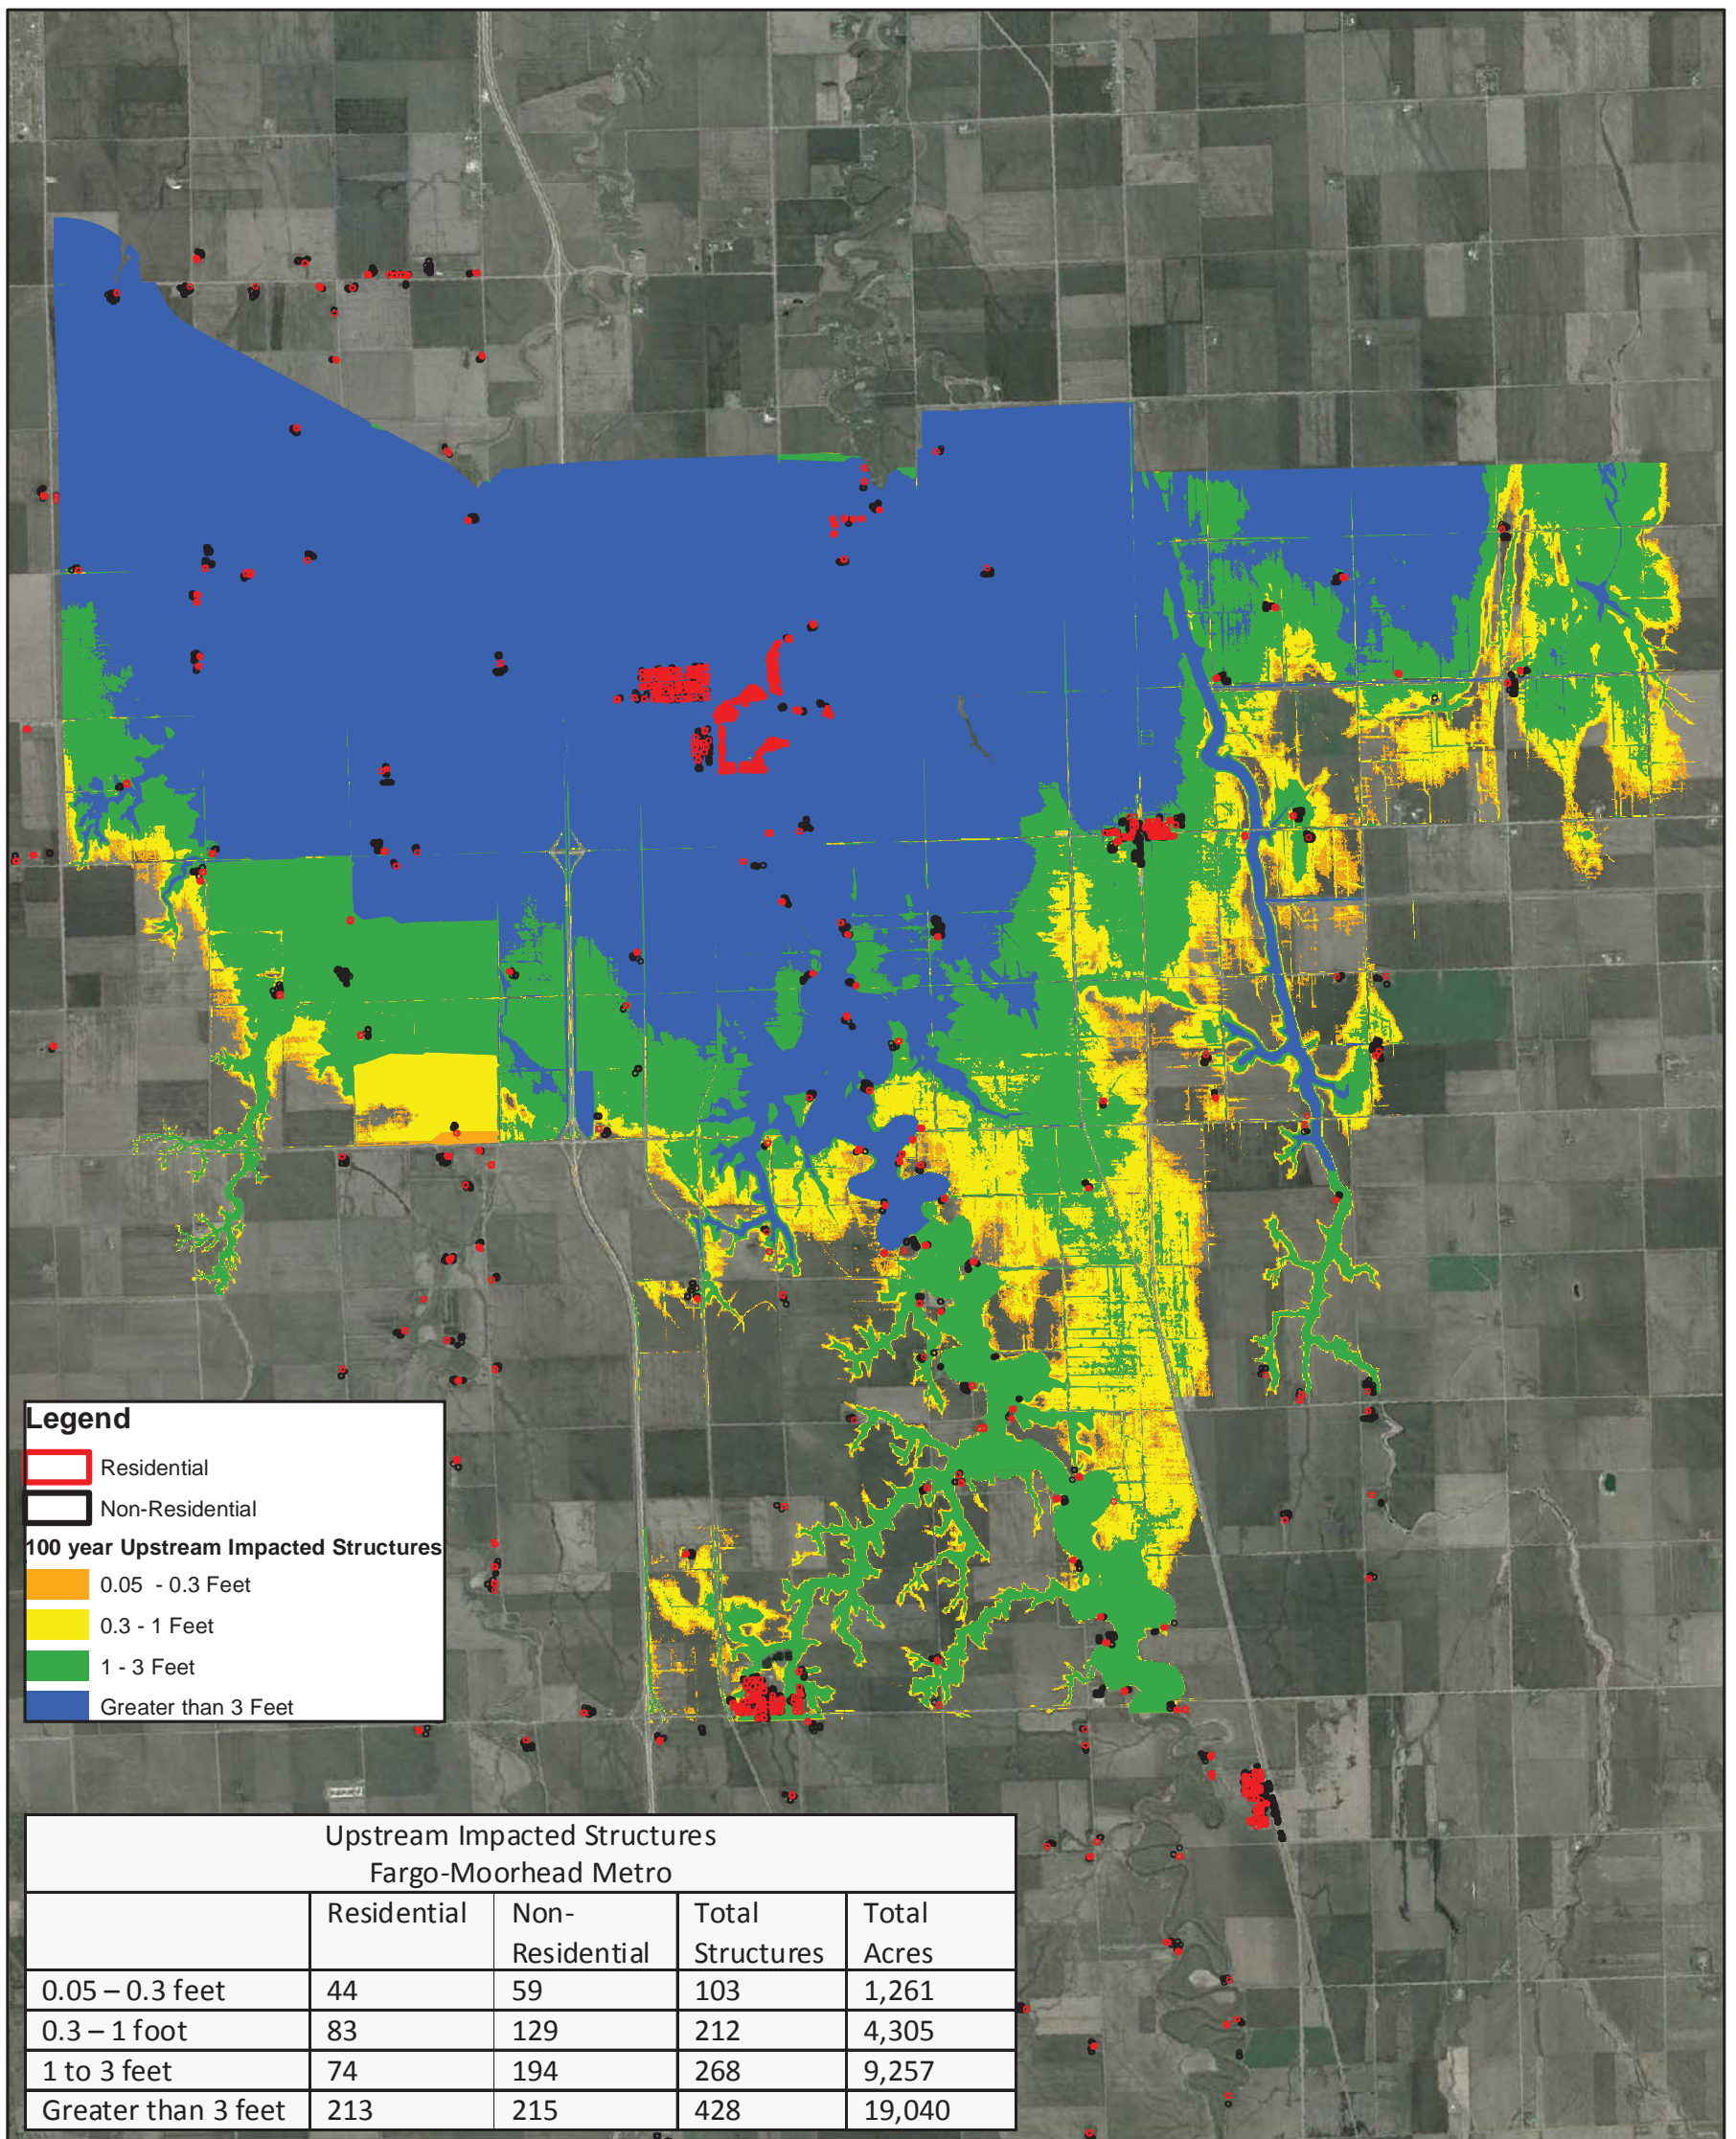 Legend
Residential
Non-Residential
100 year Upstream Impacted Structures
0.05 - 0.3 Feet
0.3 - 1 Feet
1 - 3 Feet
Greater than 3 Feet
Upstream Impacted Structures
Fargo-Moorhead Metro
Residential Non- Total Total
Residential Structures Acres
0.05 – 0.3 feet 44 59 103 1,261
0.3 – 1 foot 83 129 212 4,305
1 to 3 feet 74 194 268 9,257
Greater than 3 feet 213 215 428 19,040